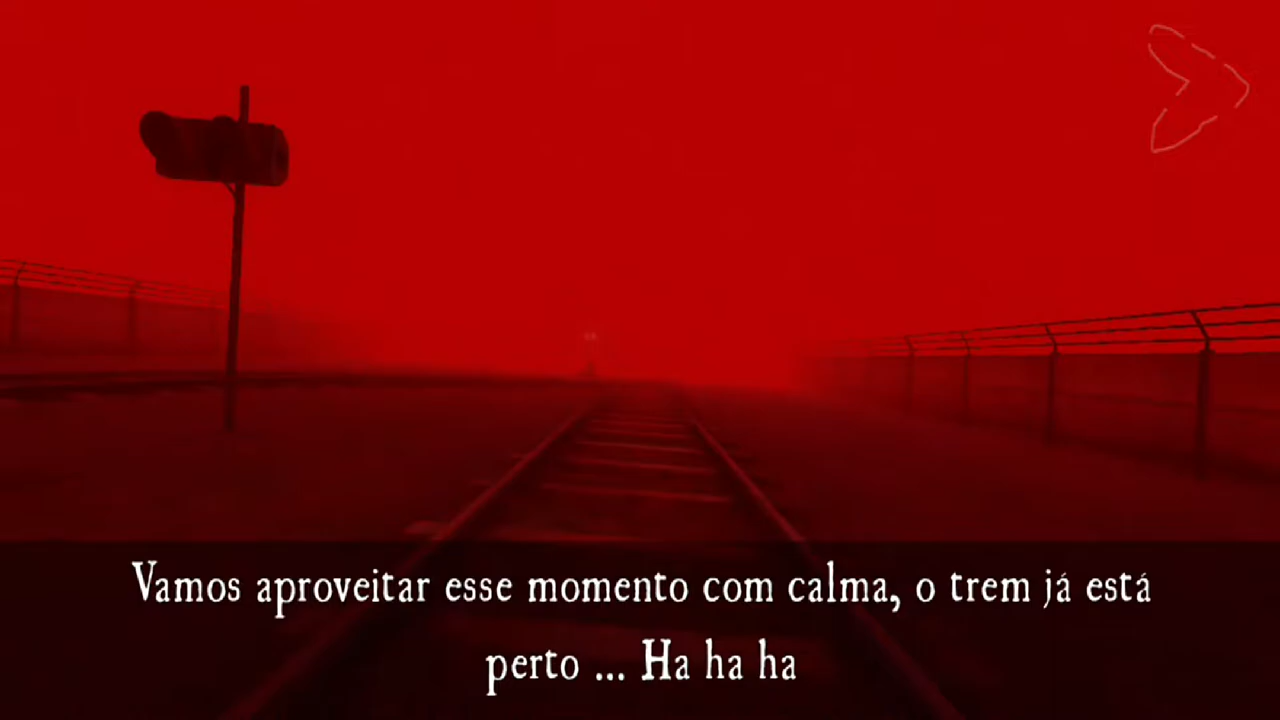 Vamos aproveitar esse momento com calma, o trem já está
perto ... Ha ha ha